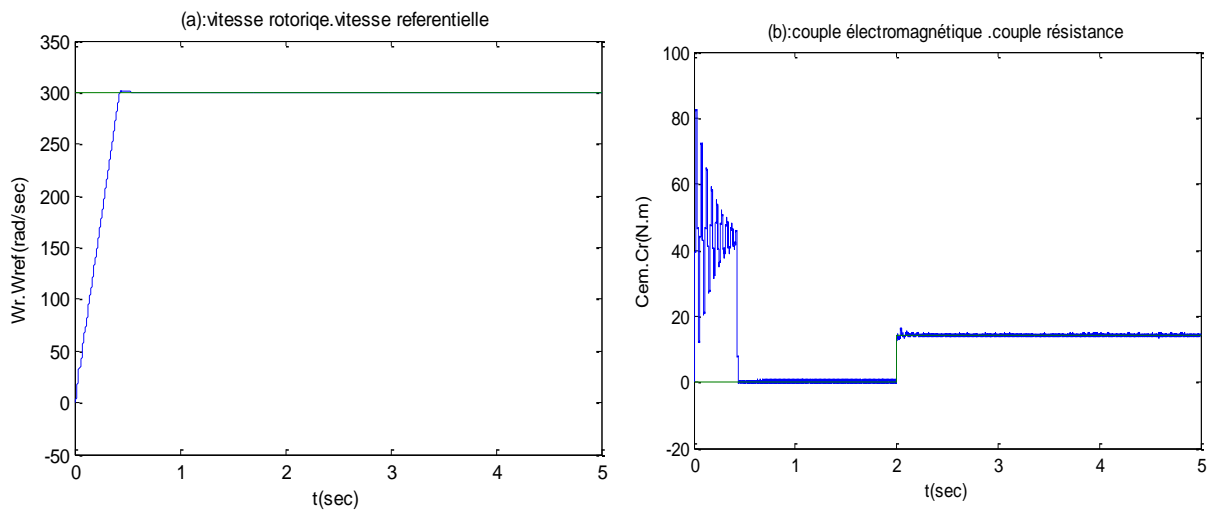 (a):vitesse rotoriqe.vitesse referentielle
350
300
250
200
150
100
50
0
-50
Wr.Wref(rad/sec)
0 1 2 3 4 5
t(sec)
(b):couple électromagnétique .couple résistance
100
80
60
40
20
0
-20
Cem.Cr(N.m)
0 1 2 3 4 5
t(sec)